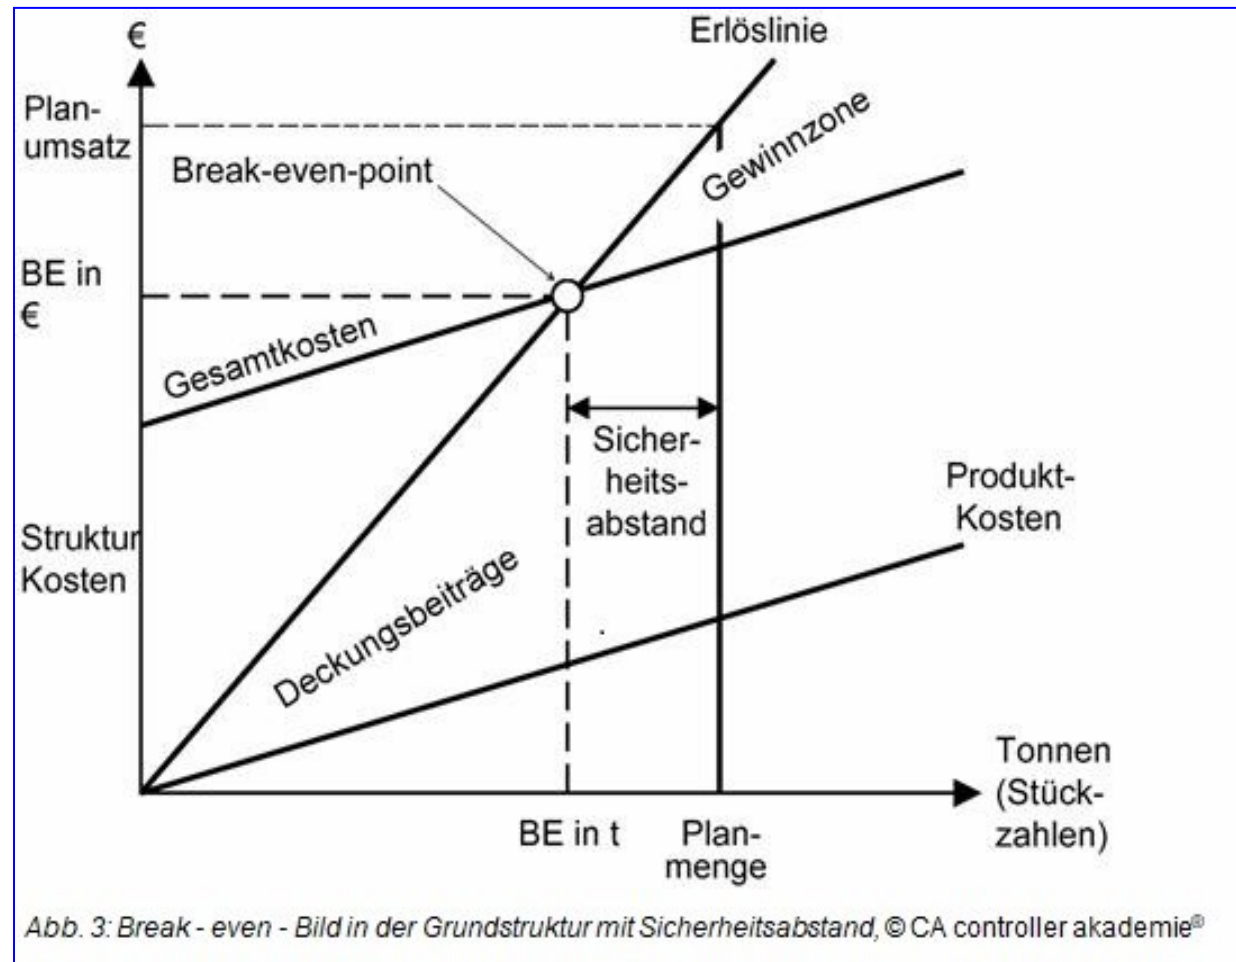 €
Erlöslinie
Plan-
umsatz
Gewinnzone
Break-even-point
BE in
€
Gesamtkosten
Sicher-
heits-
abstand
Produkt-
Kosten
Struktur
Kosten
Deckungsbeiträge
Tonnen
(Stück-
zahlen)
BE in t
Plan-
menge
Abb. 3: Break - even - Bild in der Grundstruktur mit Sicherheitsabstand, © CA controller akademie®